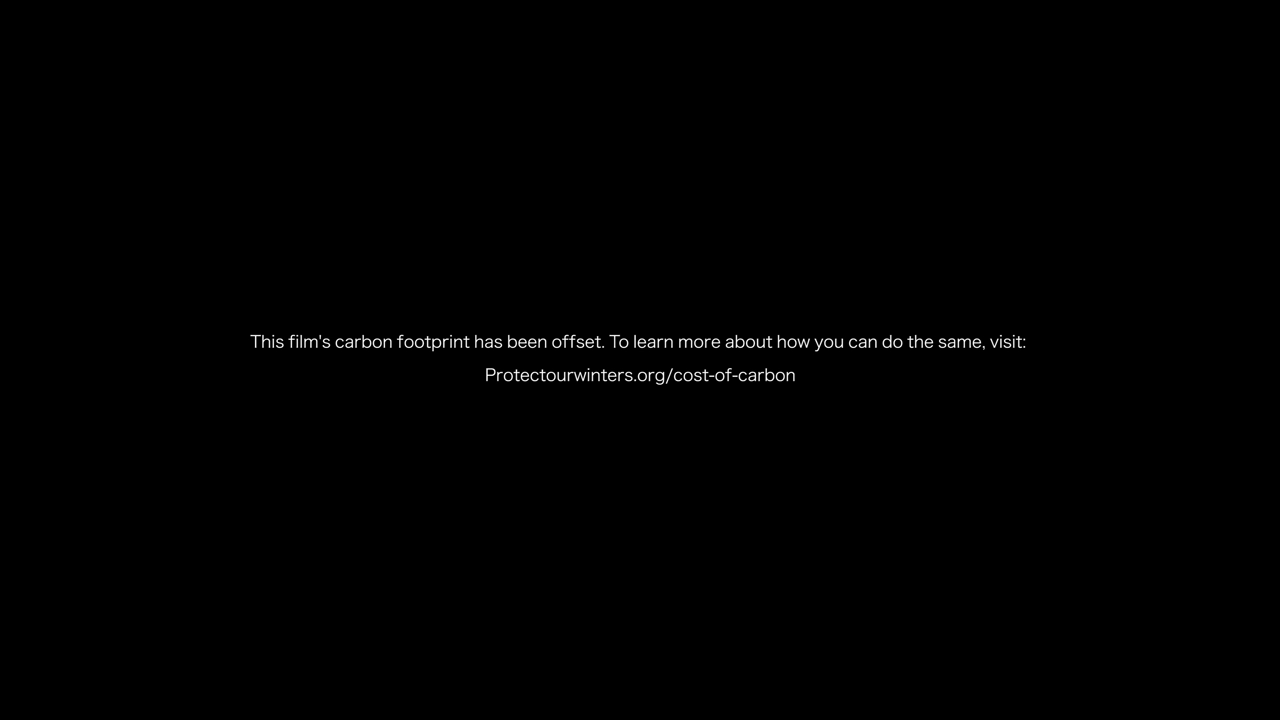 This film's carbon footprint has been offset. To learn more about how you can do the same, visit:
Protectourwinters.org/cost-of-carbon